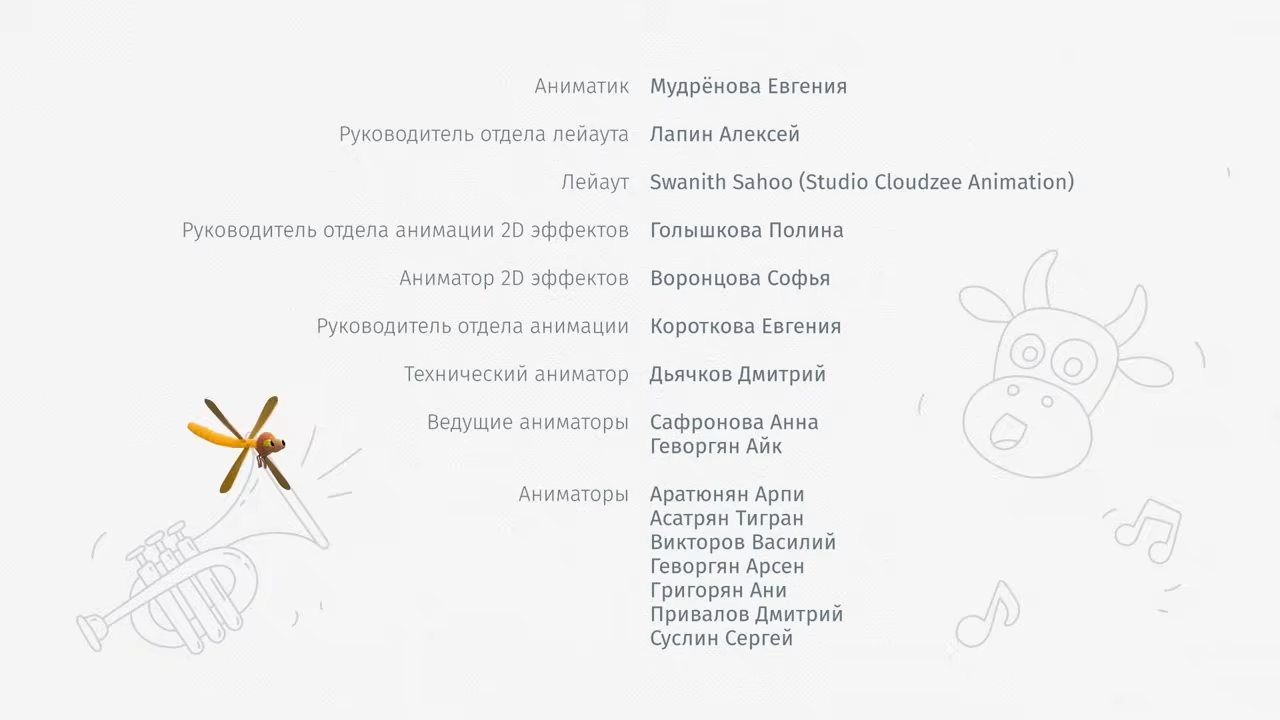 Аниматик Мудрёнова Евгения
Руководитель отдела лейаута Лапин Алексей
Лейаут Swanith Sahoo (Studio Cloudzee Animation)
Руководитель отдела анимации 2D эффектов Голышкова Полина
Аниматор 2D эффектов Воронцова Софья
Руководитель отдела анимации Короткова Евгения
Технический аниматор Дьячков Дмитрий
Ведущие аниматоры Сафронова Анна
Геворгян Айк
Аниматоры Аратюнян Арпи
Асатрян Тигран
Викторов Василий
Геворгян Арсен
Григорян Ани
Привалов Дмитрий
Суслин Сергей